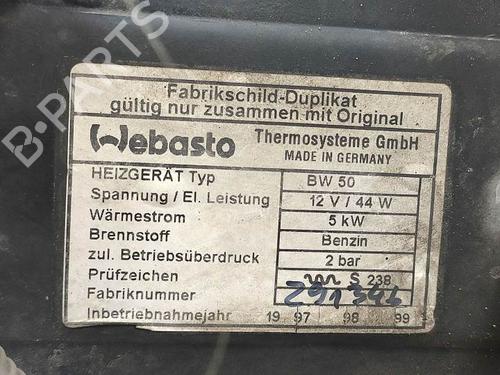 B-PARTS
Fabrikschild-Duplikat
gültig nur zusammen mit Original
Webasto Thermosysteme GmbH
MADE IN GERMANY
HEIZGERÄT Typ BW 50
Spannung / El. Leistung 12 V / 44 W
Wärmestrom 5 kW
Brennstoff Benzin
zul. Betriebsüberdruck 2 bar
Prüfzeichen S 238
Fabriknummer
Inbetriebnahmejahr 19 97 98 99